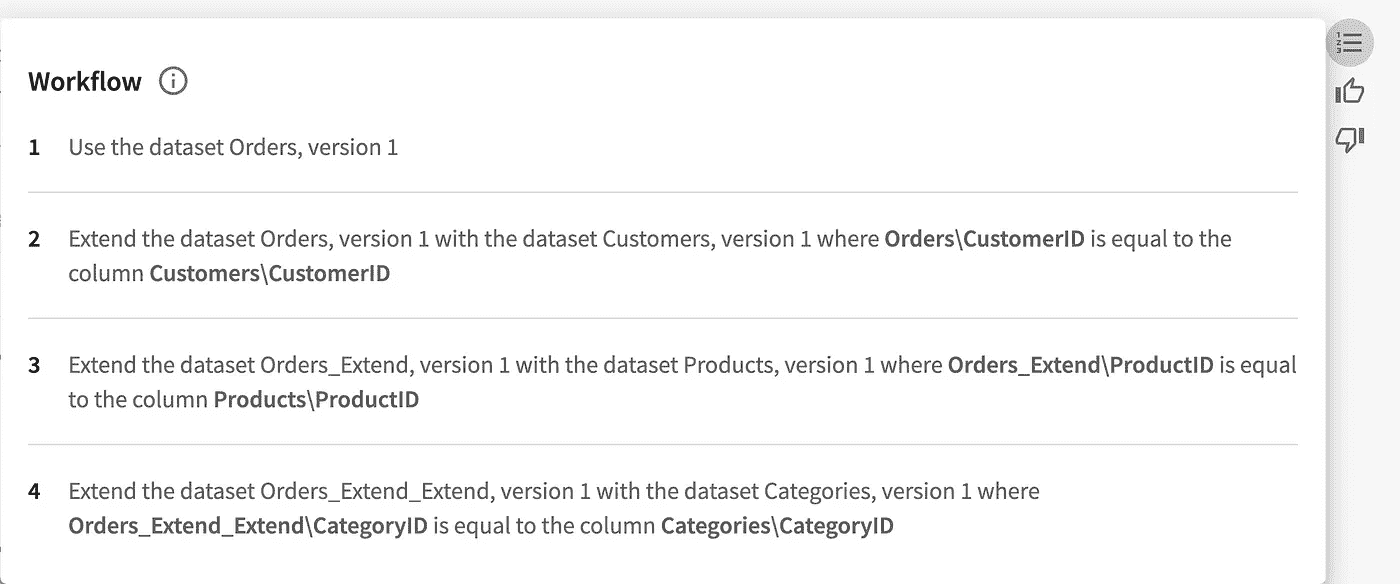 Workflow
1 Use the dataset Orders, version 1
2 Extend the dataset Orders, version 1 with the dataset Customers, version 1 where Orders\CustomerID is equal to the
column Customers\CustomerID
3 Extend the dataset Orders_Extend, version 1 with the dataset Products, version 1 where Orders_Extend\ProductID is equal
to the column Products\ProductID
4 Extend the dataset Orders_Extend_Extend, version 1 with the dataset Categories, version 1 where
Orders_Extend_Extend\CategoryID is equal to the column Categories\CategoryID